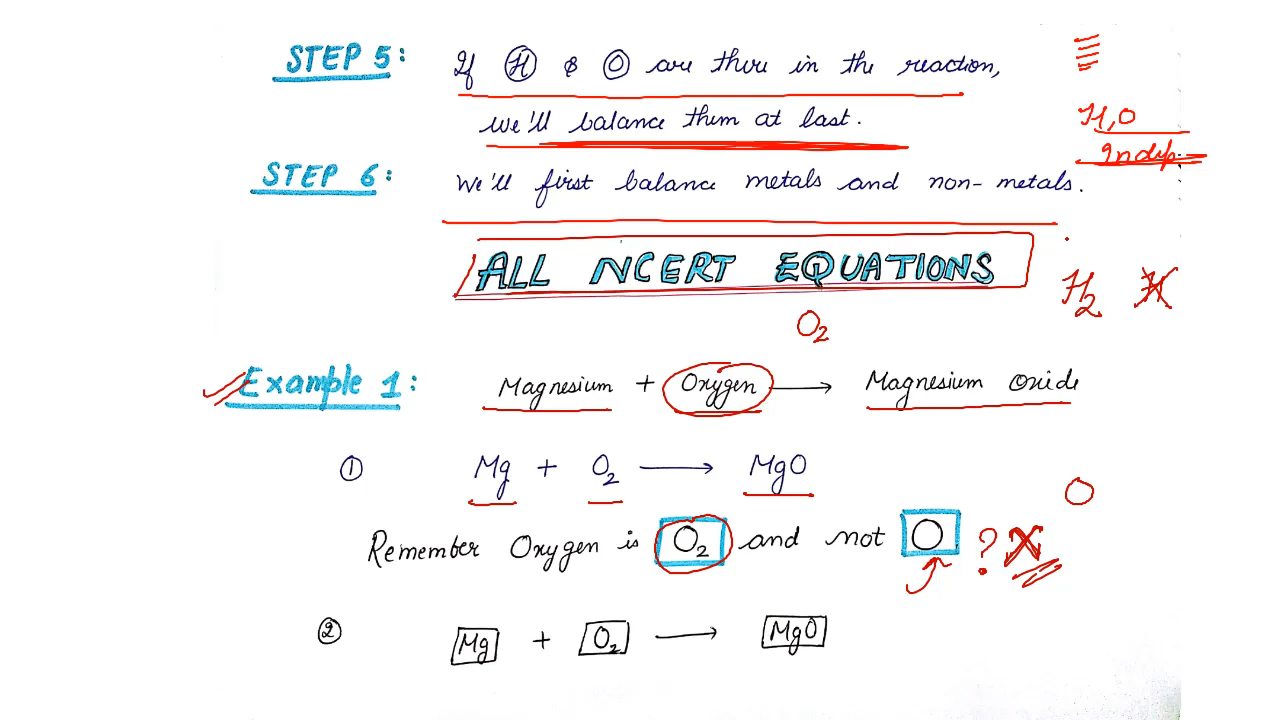 STEP 5: If H & O are there in the reaction,
we'll balance them at last.
H, O
Indep.
STEP 6: We'll first balance metals and non-metals.
ALL NCERT EQUATIONS
H2 H
O2
Example 1: Magnesium + Oxygen → Magnesium Oxide
① Mg + O2 → MgO
O
Remember Oxygen is O2 and not O ? X
② Mg + O2 → MgO